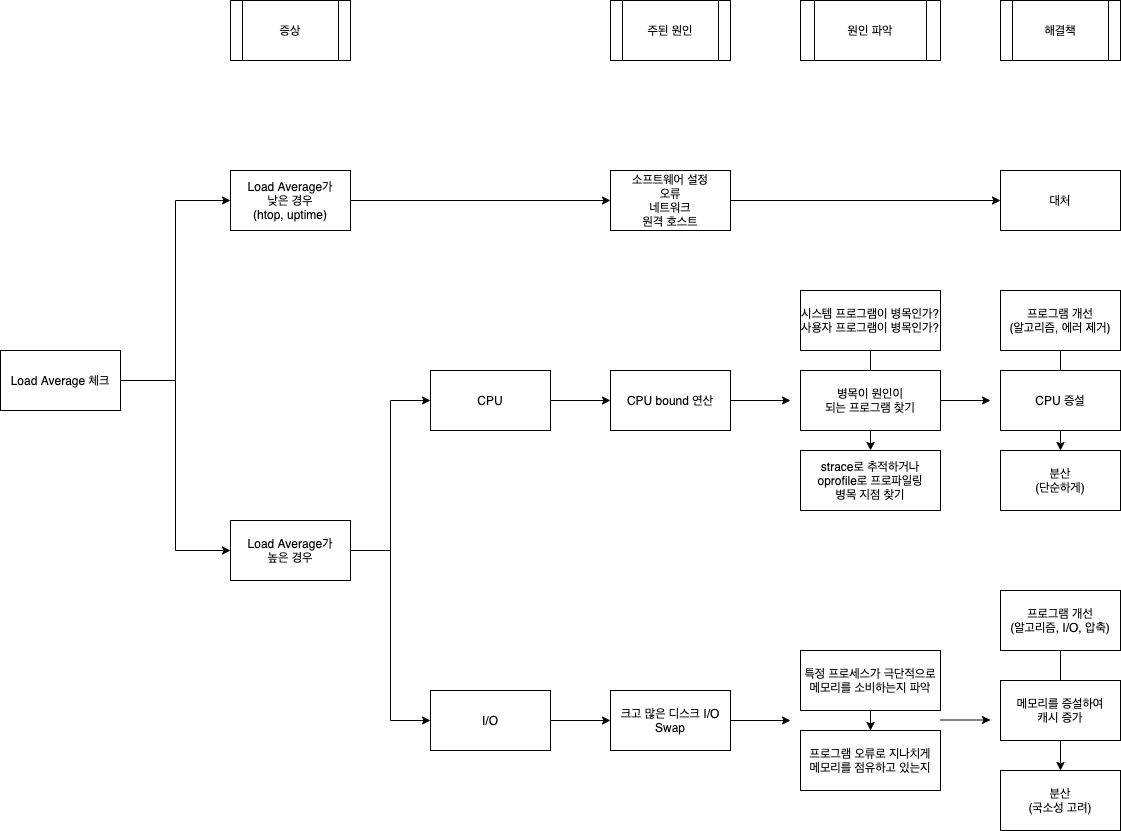 증상
주된 원인
원인 파악
해결책
Load Average가
낮은 경우
(htop, uptime)
소프트웨어 설정
오류
네트워크
원격 호스트
대처
시스템 프로그램이 병목인가?
사용자 프로그램이 병목인가?
프로그램 개선
(알고리즘, 에러 제거)
Load Average 체크
CPU
CPU bound 연산
병목이 원인이
되는 프로그램 찾기
CPU 증설
strace로 추적하거나
oprofile로 프로파일링
병목 지점 찾기
분산
(단순하게)
Load Average가
높은 경우
프로그램 개선
(알고리즘, I/O, 압축)
특정 프로세스가 극단적으로
메모리를 소비하는지 파악
I/O
크고 많은 디스크 I/O
Swap
메모리를 증설하여
캐시 증가
프로그램 오류로 지나치게
메모리를 점유하고 있는지
분산
(국소성 고려)